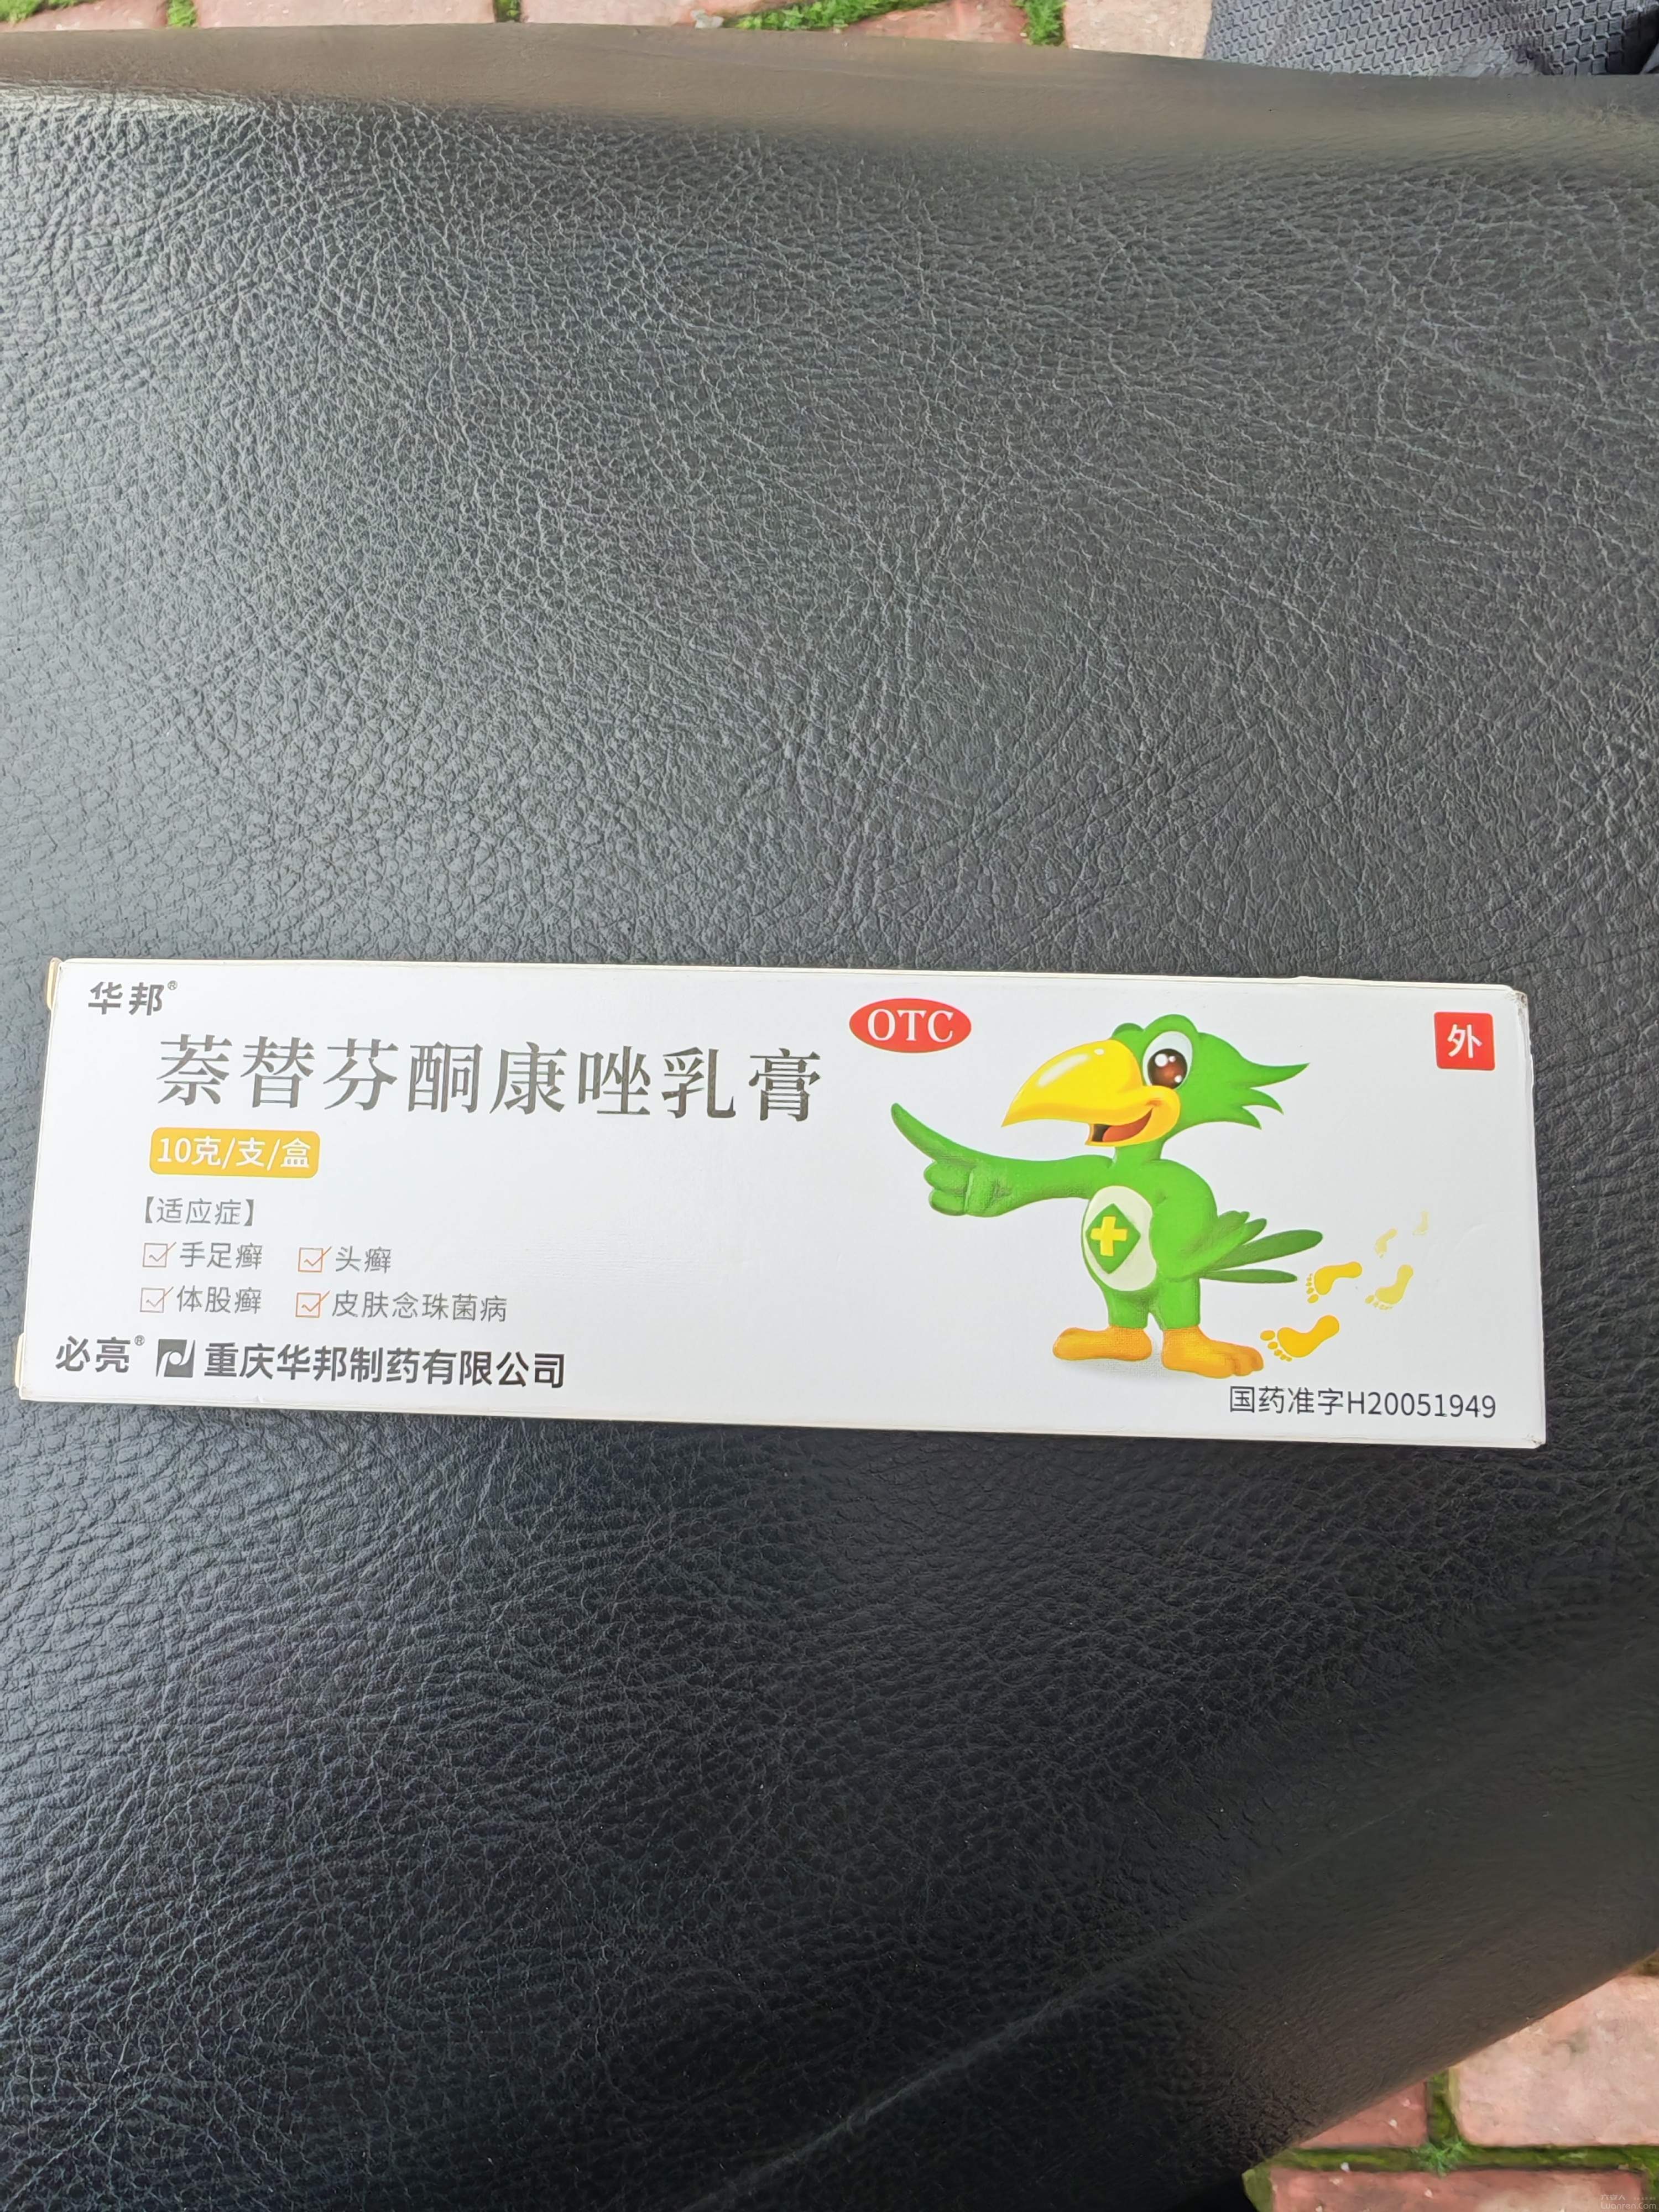 华邦®
萘替芬酮康唑乳膏
OTC
外
10克/支/盒
【适应症】
手足癣 头癣
体股癣 皮肤念珠菌病
必亮® 重庆华邦制药有限公司
国药准字H20051949